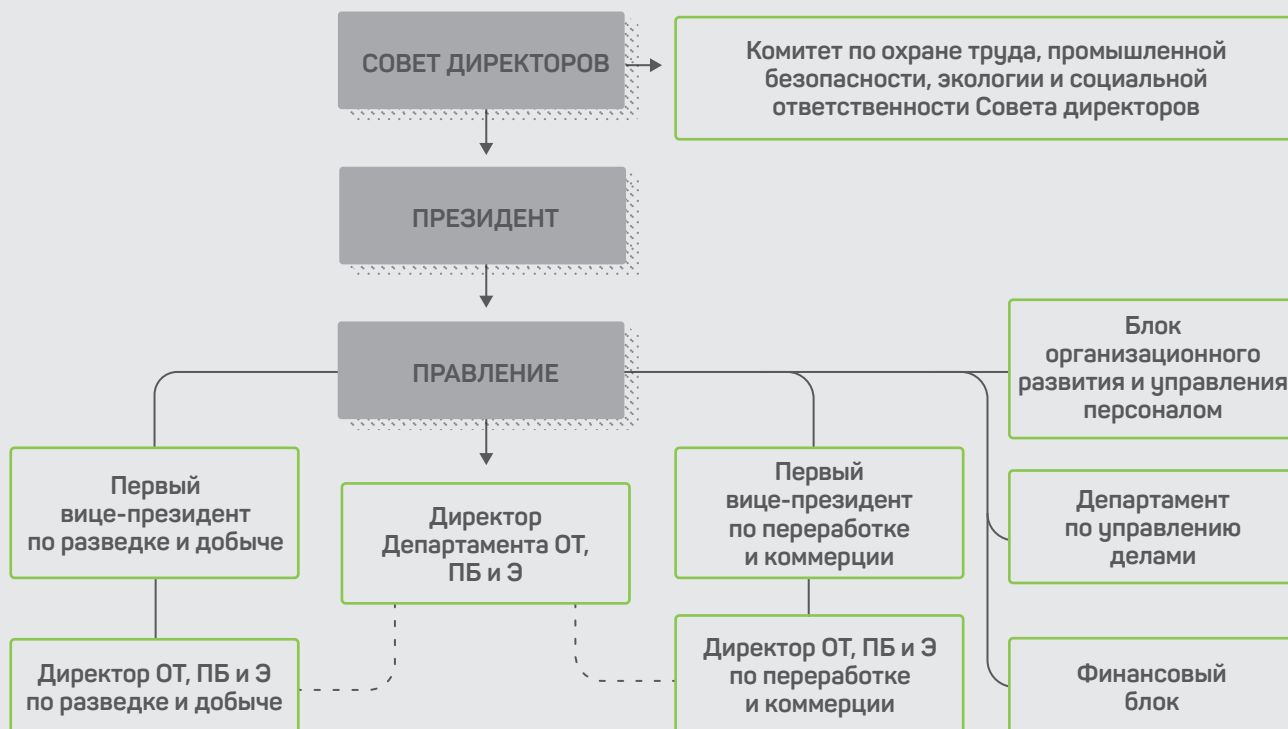 СОВЕТ ДИРЕКТОРОВ
Комитет по охране труда, промышленной
безопасности, экологии и социальной
ответственности Совета директоров
ПРЕЗИДЕНТ
ПРАВЛЕНИЕ
Блок
организационного
развития и управления
персоналом
Первый
вице-президент
по разведке и добыче
Директор
Департамента ОТ,
ПБ и Э
Первый
вице-президент
по переработке
и коммерции
Департамент
по управлению
делами
Директор ОТ, ПБ и Э
по разведке и добыче
Директор ОТ, ПБ и Э
по переработке
и коммерции
Финансовый
блок